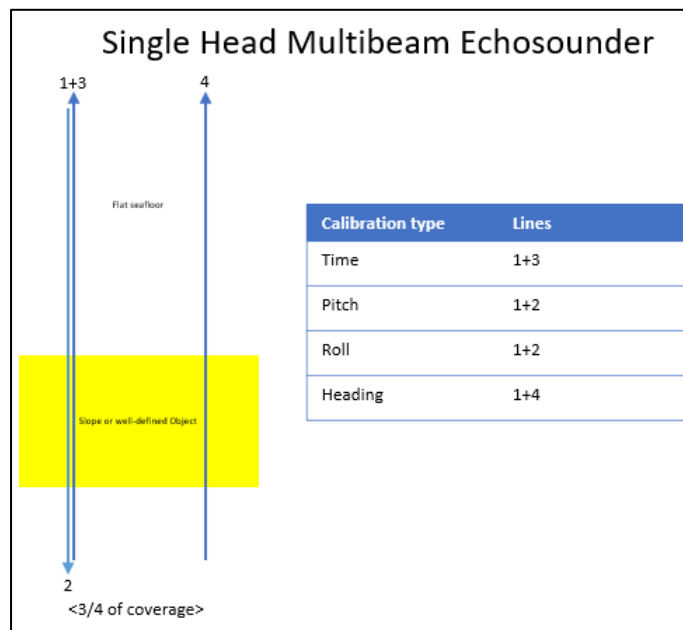 Single Head Multibeam Echosounder
1+3
4
Flat seafloor
Slope or well-defined Object
2
<3/4 of coverage>
Calibration type Lines
Time 1+3
Pitch 1+2
Roll 1+2
Heading 1+4